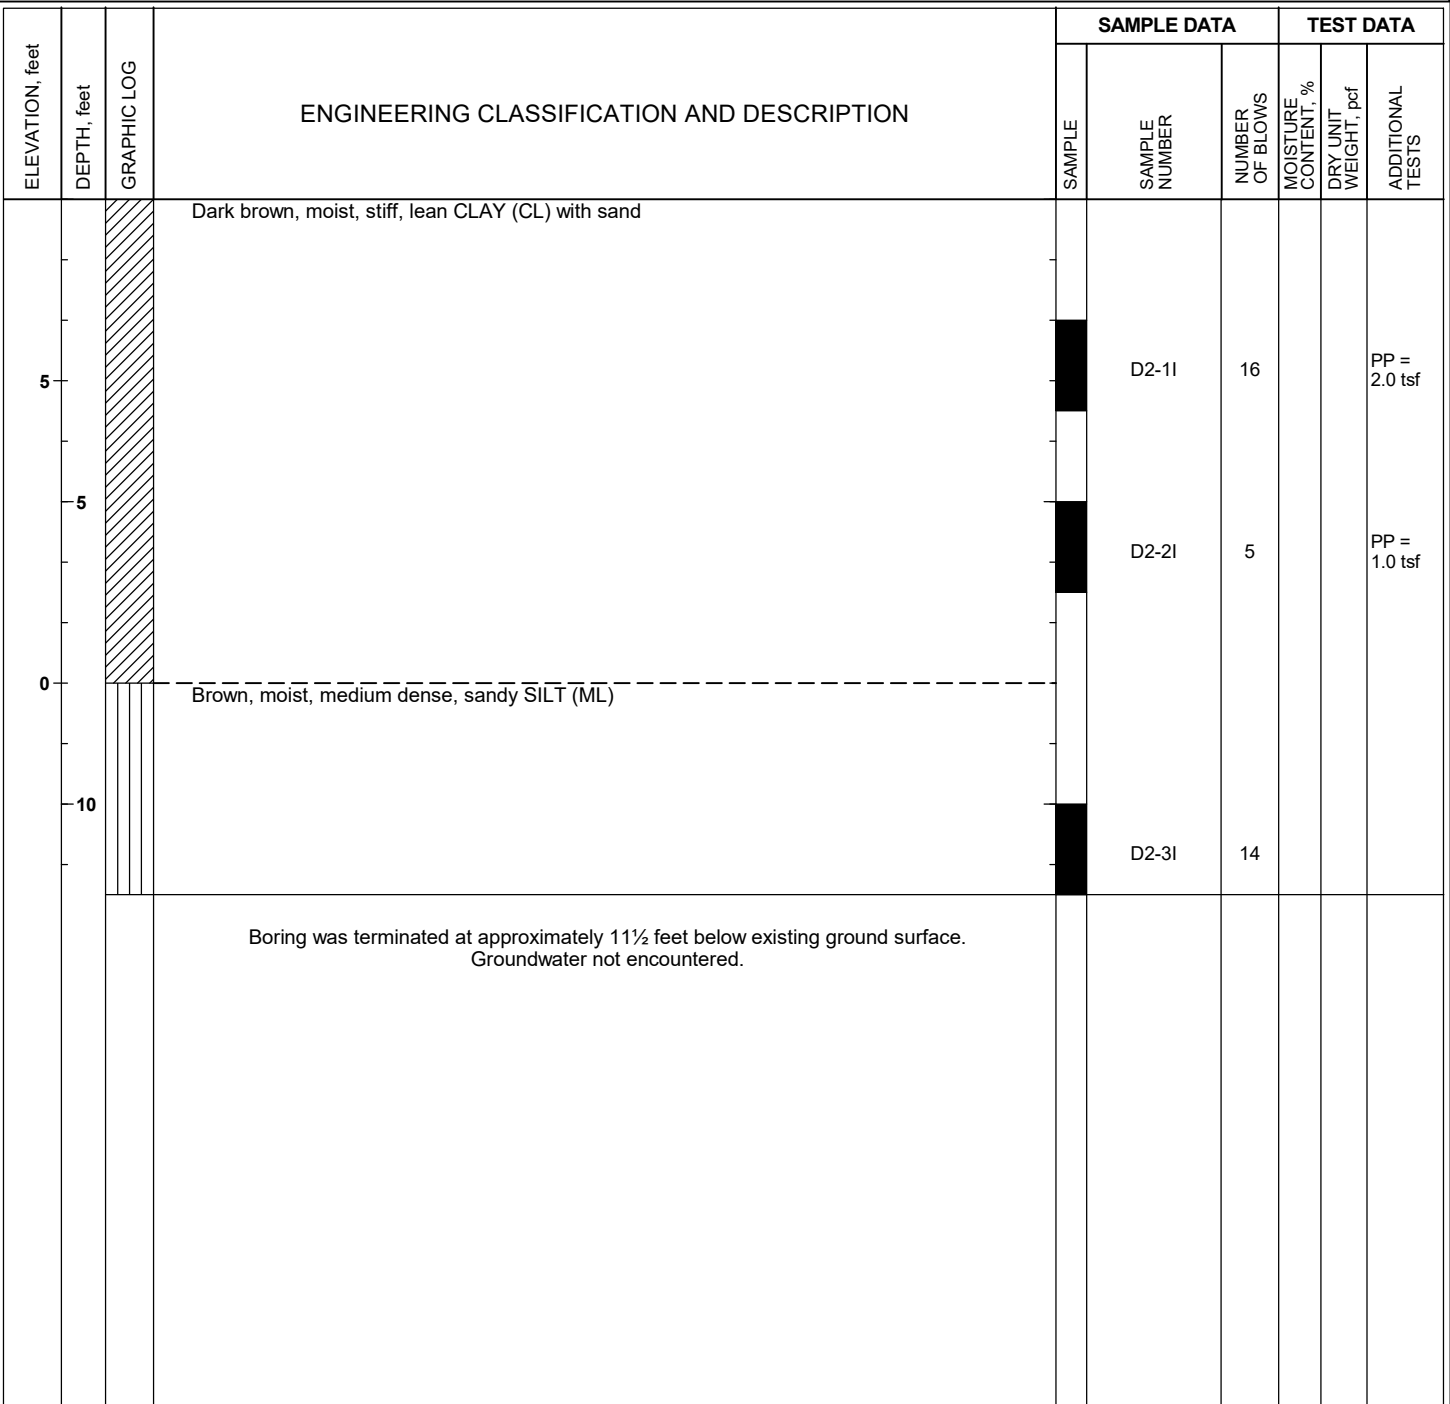 SAMPLE DATA
TEST DATA
ELEVATION, feet
DEPTH, feet
GRAPHIC LOG
ENGINEERING CLASSIFICATION AND DESCRIPTION
SAMPLE
SAMPLE
NUMBER
NUMBER
OF BLOWS
MOISTURE
CONTENT, %
DRY UNIT
WEIGHT, pcf
ADDITIONAL
TESTS
Dark brown, moist, stiff, lean CLAY (CL) with sand
5
D2-1I
16
PP =
2.0 tsf
5
D2-2I
5
PP =
1.0 tsf
0
Brown, moist, medium dense, sandy SILT (ML)
10
D2-3I
14
Boring was terminated at approximately 11½ feet below existing ground surface.
Groundwater not encountered.